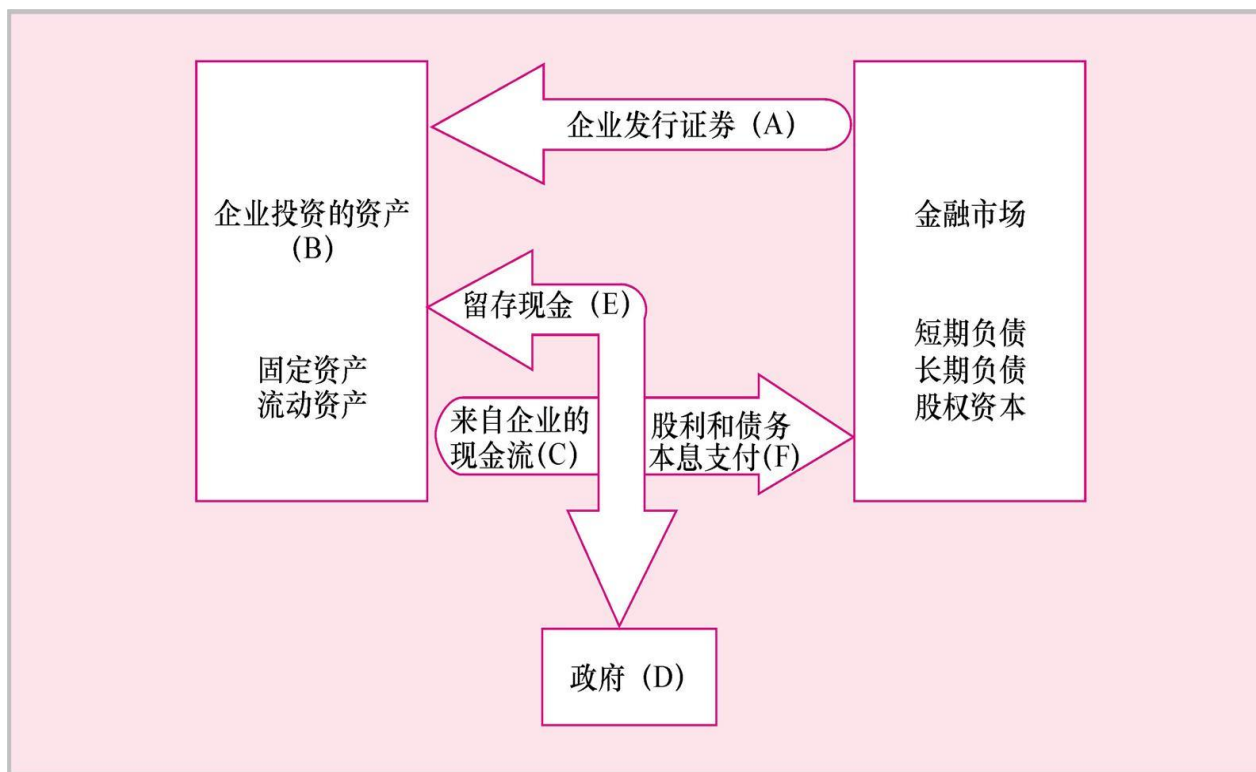 企业发行证券（A）
企业投资的资产
（B）
金融市场
留存现金（E）
固定资产
流动资产
短期负债
长期负债
股权资本
来自企业的
现金流(C)
股利和债务
本息支付(F)
政府（D）